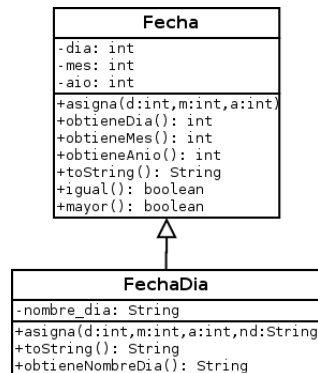 Fecha
-dia: int
-mes: int
-aio: int
+asigna(d:int,m:int,a:int)
+obtieneDia(): int
+obtieneMes(): int
+obtieneAnio(): int
+toString(): String
+igual(): boolean
+mayor(): boolean
FechaDia
-nombre_dia: String
+asigna(d:int,m:int,a:int,nd:String
+toString(): String
+obtieneNombreDia(): String